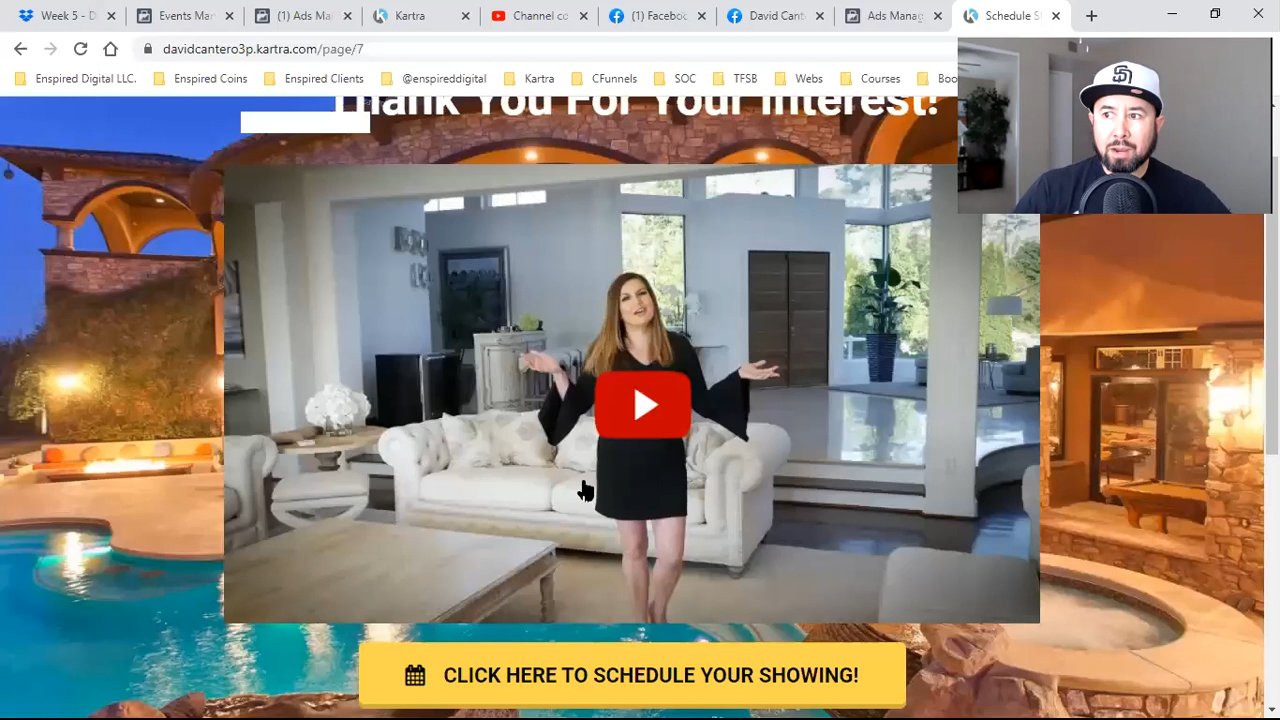 Week 5 - D
Events Mar
(1) Ads Ma
Kartra
Channel co
(1) Faceboo
David Cant
Ads Manag
Schedule S
davidcantero3p.kartra.com/page/7
Enspired Digital LLC.
Enspired Coins
Enspired Clients
@enspireddigital
Kartra
CFunnels
SOC
TFSB
Webs
Courses
Boo
Thank You For Your Interest!
CLICK HERE TO SCHEDULE YOUR SHOWING!